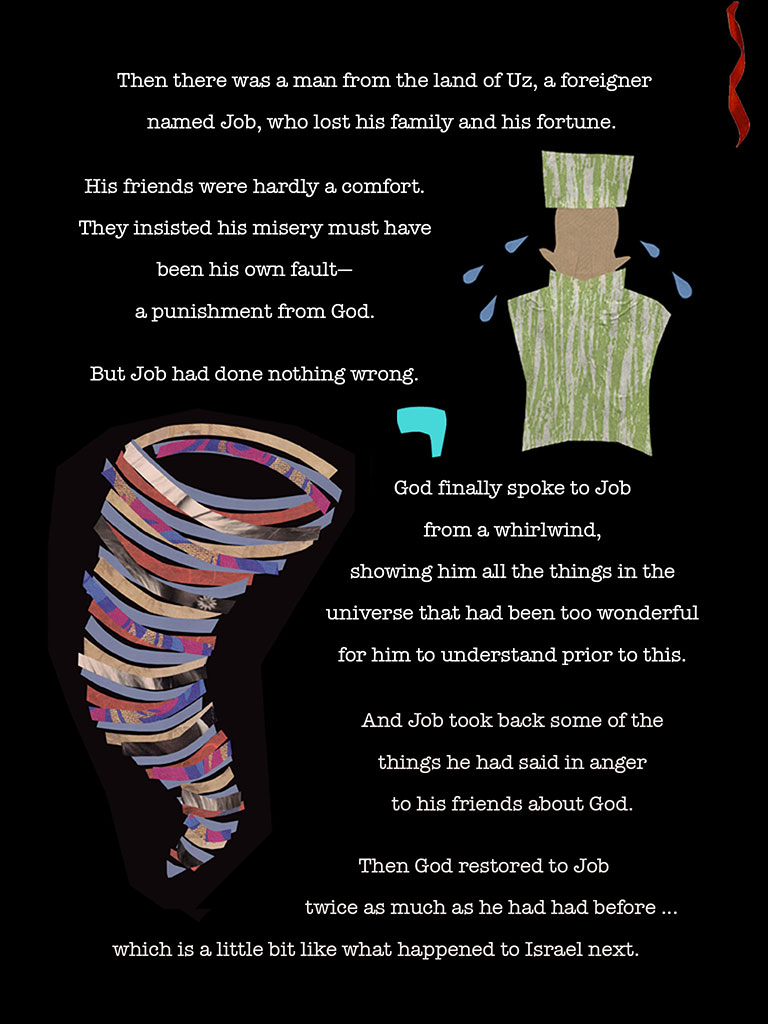 Then there was a man from the land of Uz, a foreigner
named Job, who lost his family and his fortune.
His friends were hardly a comfort.
They insisted his misery must have
been his own fault—
a punishment from God.
But Job had done nothing wrong.
י
God finally spoke to Job
from a whirlwind,
showing him all the things in the
universe that had been too wonderful
for him to understand prior to this.
And Job took back some of the
things he had said in anger
to his friends about God.
Then God restored to Job
twice as much as he had had before ...
which is a little bit like what happened to Israel next.